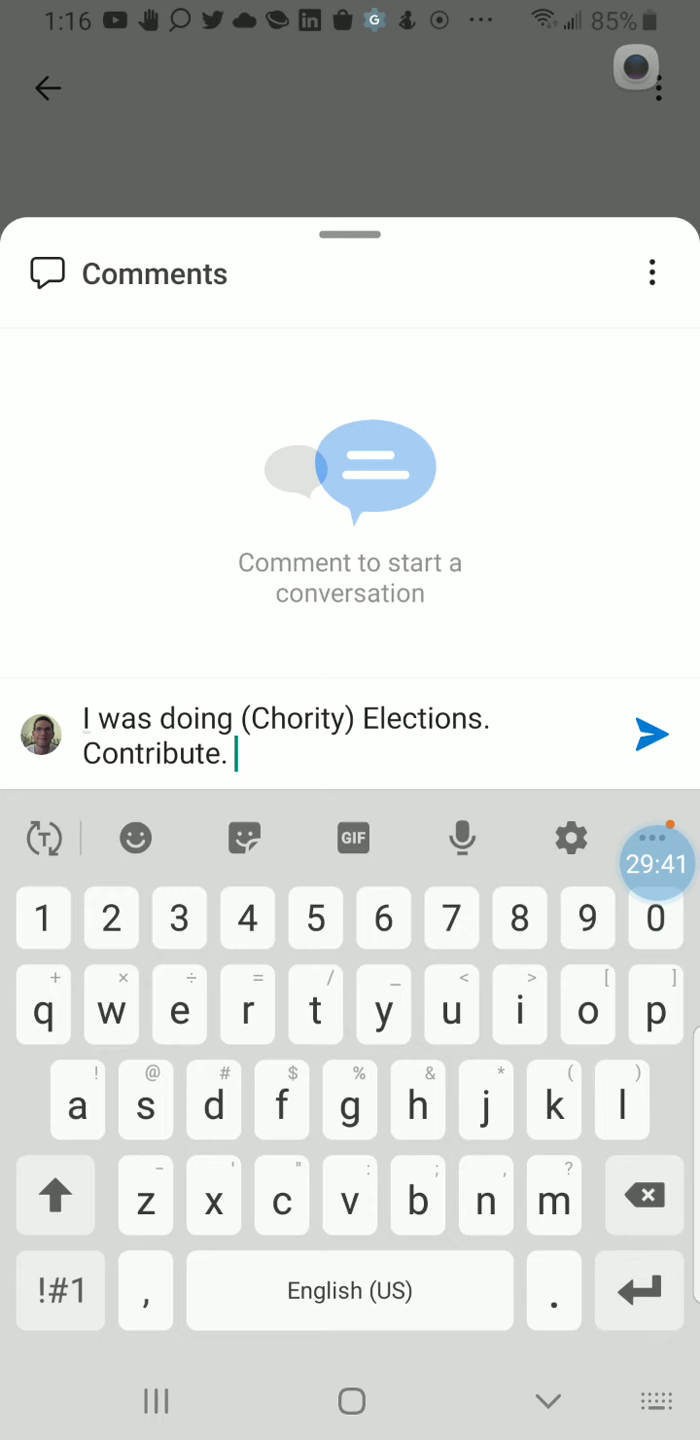 1:16
85%
Comments
Comment to start a
conversation
I was doing (Chority) Elections.
Contribute.
GIF
29:41
1 2 3 4 5 6 7 8 9 0
+ × ÷ = / _ < > [ ]
q w e r t y u i o p
! @ # $ % & * ( )
a s d f g h j k l
- ' " : ; , ?
z x c v b n m
!#1 , English (US) .